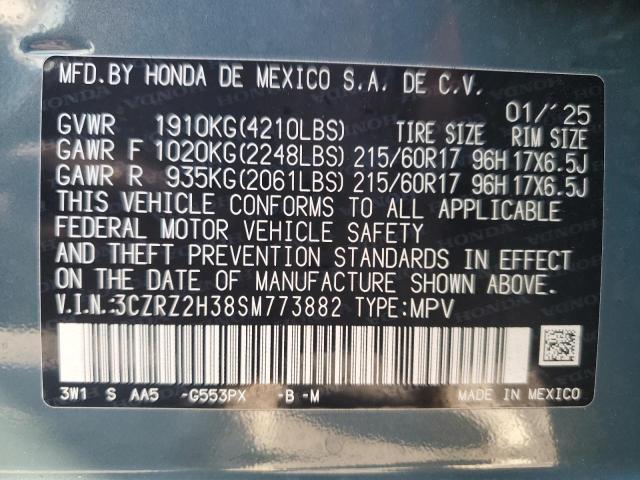 MFD.BY HONDA DE MEXICO S.A. DE C.V.
01/'25
GVWR 1910KG(4210LBS) TIRE SIZE RIM SIZE
GAWR F 1020KG(2248LBS) 215/60R17 96H 17X6.5J
GAWR R 935KG(2061LBS) 215/60R17 96H 17X6.5J
THIS VEHICLE CONFORMS TO ALL APPLICABLE
FEDERAL MOTOR VEHICLE SAFETY
AND THEFT PREVENTION STANDARDS IN EFFECT
ON THE DATE OF MANUFACTURE SHOWN ABOVE.
V.I.N.:3CZRZ2H38SM773882 TYPE:MPV
3W1 S AA5 -G553PX -B -M MADE IN MEXICO